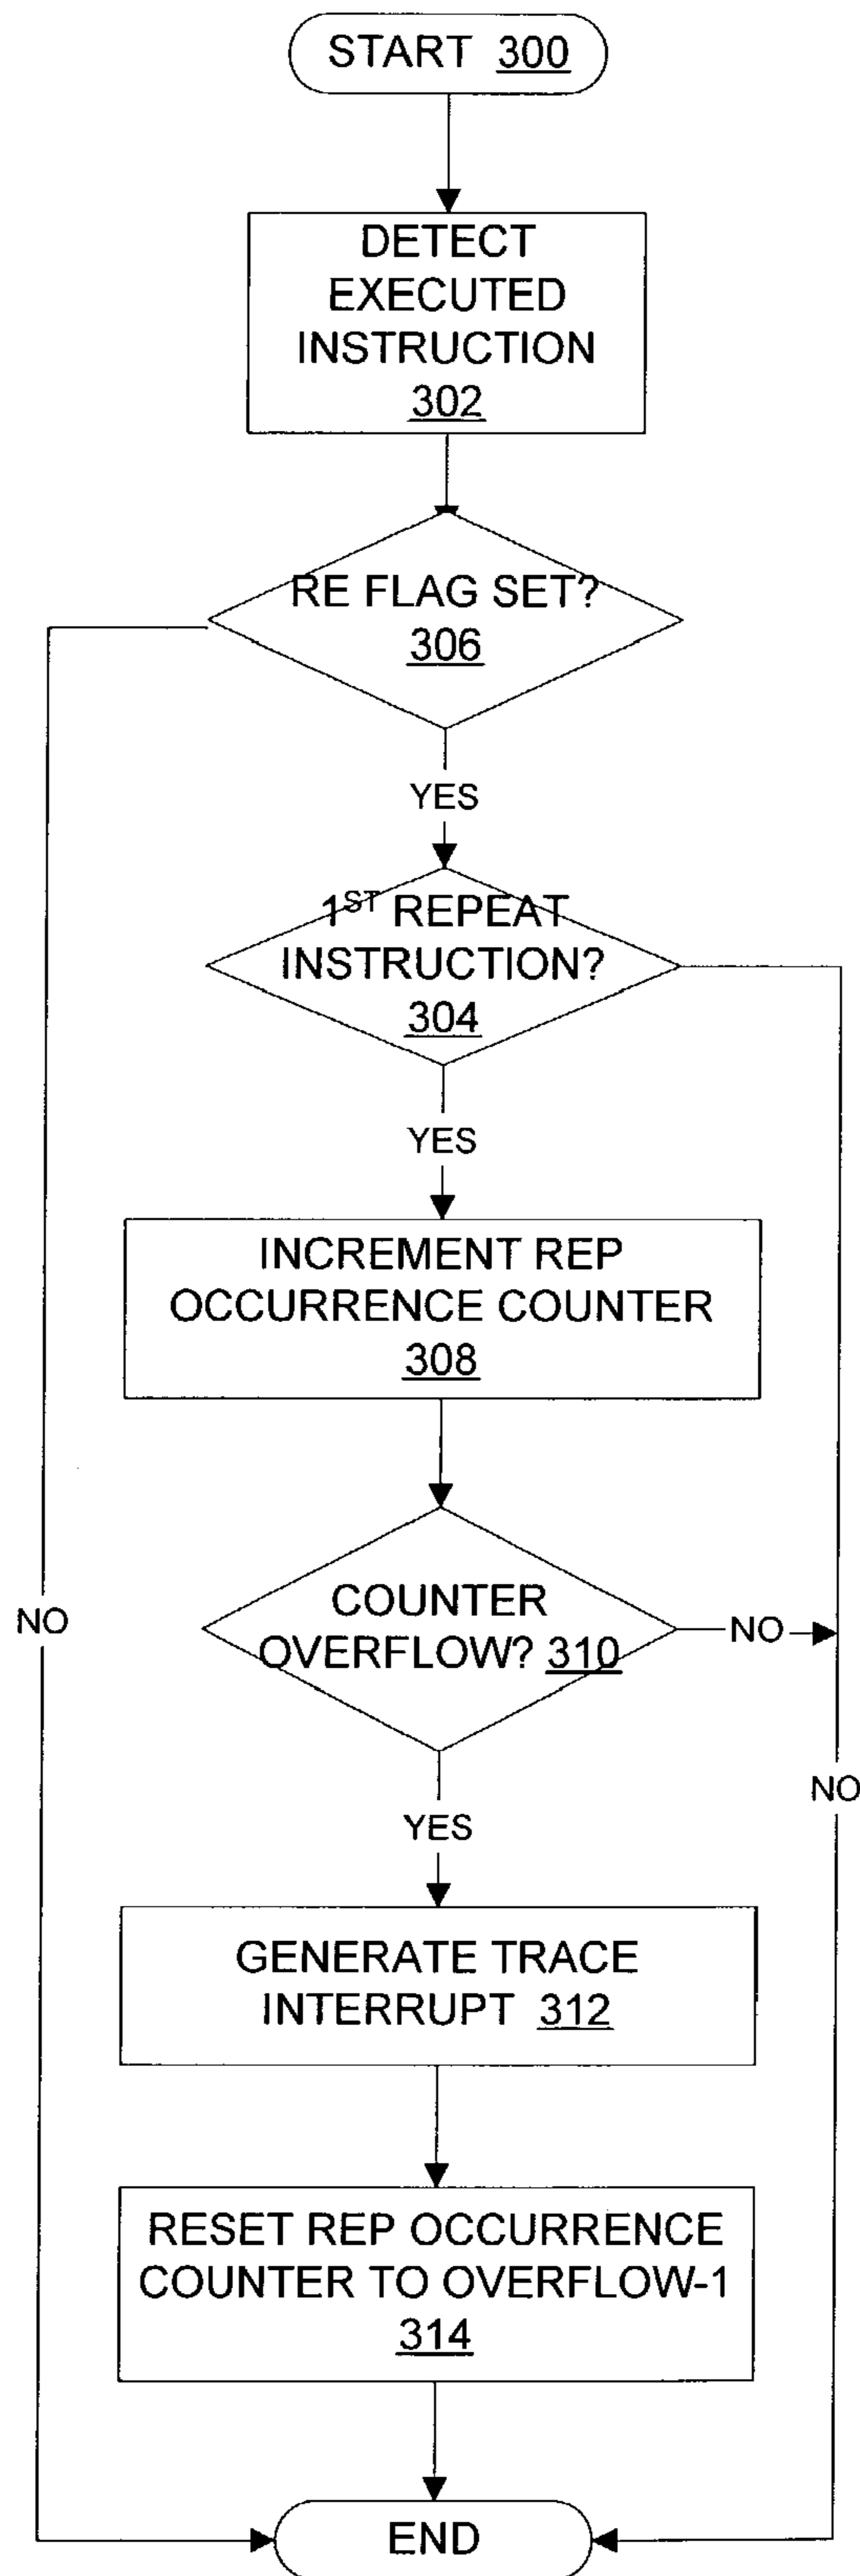 START 300
DETECT
EXECUTED
INSTRUCTION
302
RE FLAG SET?
306
YES
1ST REPEAT
INSTRUCTION?
304
YES
INCREMENT REP
OCCURRENCE COUNTER
308
COUNTER
OVERFLOW? 310
NO
NO
NO
YES
GENERATE TRACE
INTERRUPT 312
RESET REP OCCURRENCE
COUNTER TO OVERFLOW-1
314
END